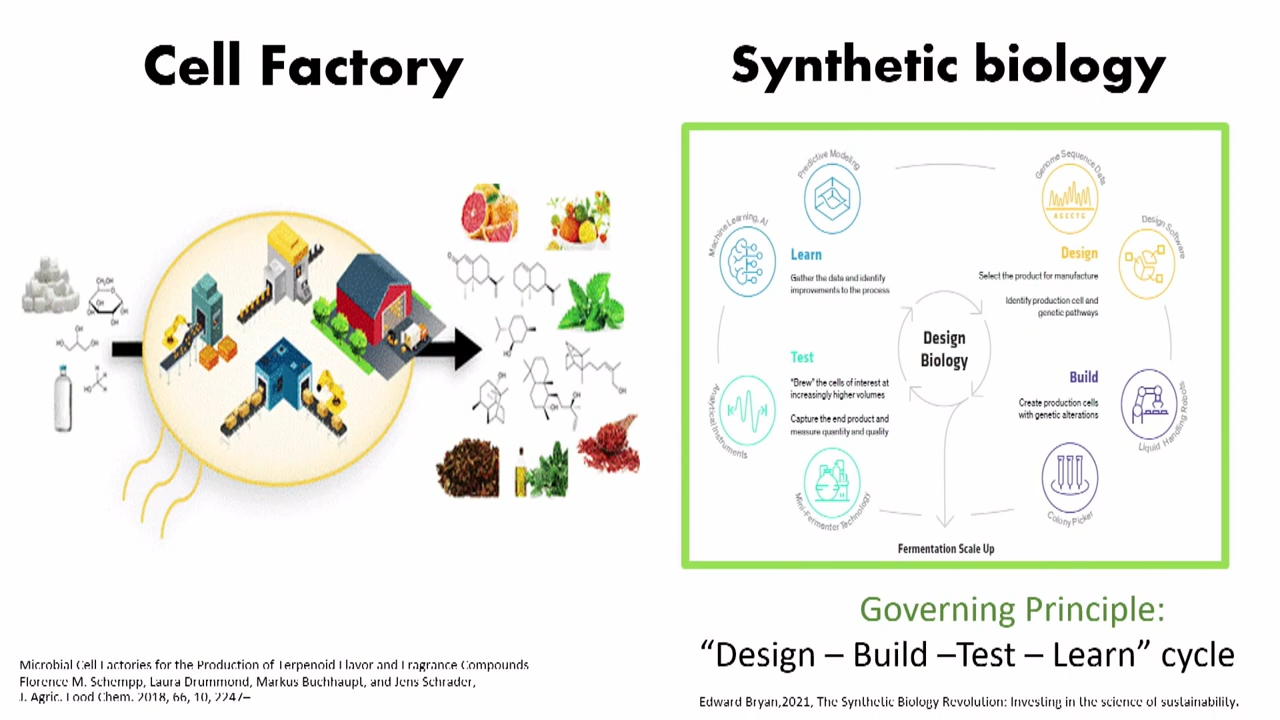 Cell Factory
Microbial Cell Factories for the Production of Terpenoid Flavor and Fragrance Compounds
Florence M. Schempp, Laura Drummond, Markus Buchhaupt, and Jens Schrader,
J. Agric. Food Chem. 2018, 66, 10, 2247–
Synthetic biology
Predictive Modeling
Machine Learning, AI
Learn
Gather the data and identify
improvements to the process
Genome Sequence Data
AGCCTG
Design Software
Design
Select the product for manufacture
Identify production cell and
genetic pathways
Design
Biology
Test
"Brew" the cells of interest at
increasingly higher volumes
Capture the end product and
measure quantity and quality
Analytical Instruments
Mini-Fermenter Technology
Build
Create production cells
with genetic alterations
Liquid Handling Robots
Colony Picker
Fermentation Scale Up
Governing Principle:
“Design – Build –Test – Learn” cycle
Edward Bryan,2021, The Synthetic Biology Revolution: Investing in the science of sustainability.